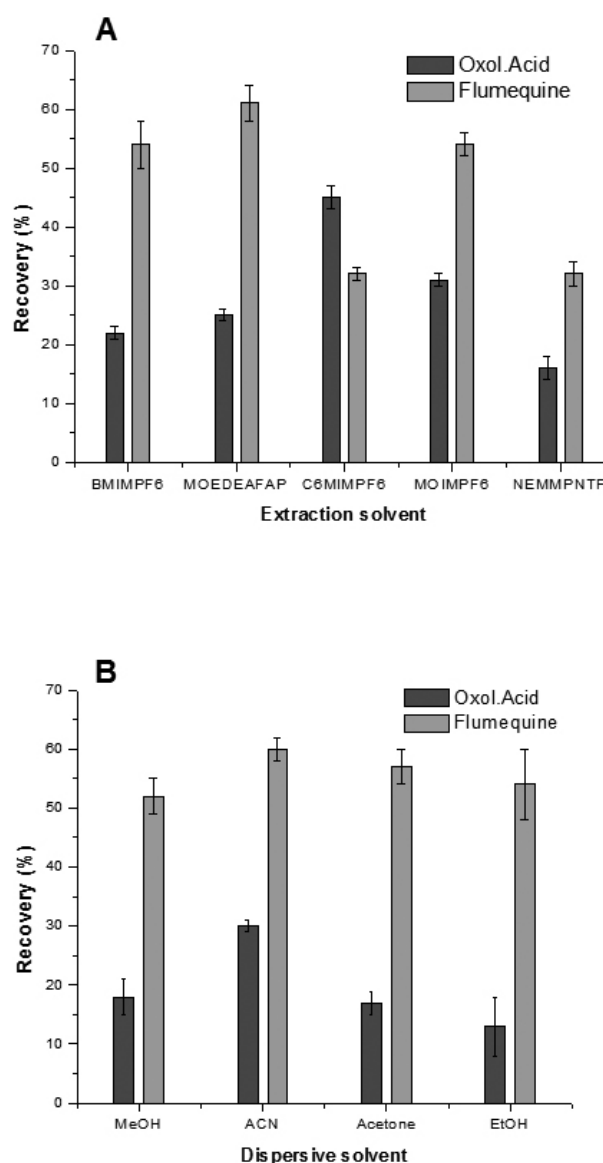 A
Oxol.Acid
Flumequine
Recovery (%)
70
60
50
40
30
20
10
0
BMIMPF6 MOEDEAFAP C6MIMPF6 MOIMPF6 NEMMPNTF
Extraction solvent
B
Oxol.Acid
Flumequine
Recovery (%)
70
60
50
40
30
20
10
0
MeOH ACN Acetone EtOH
Dispersive solvent